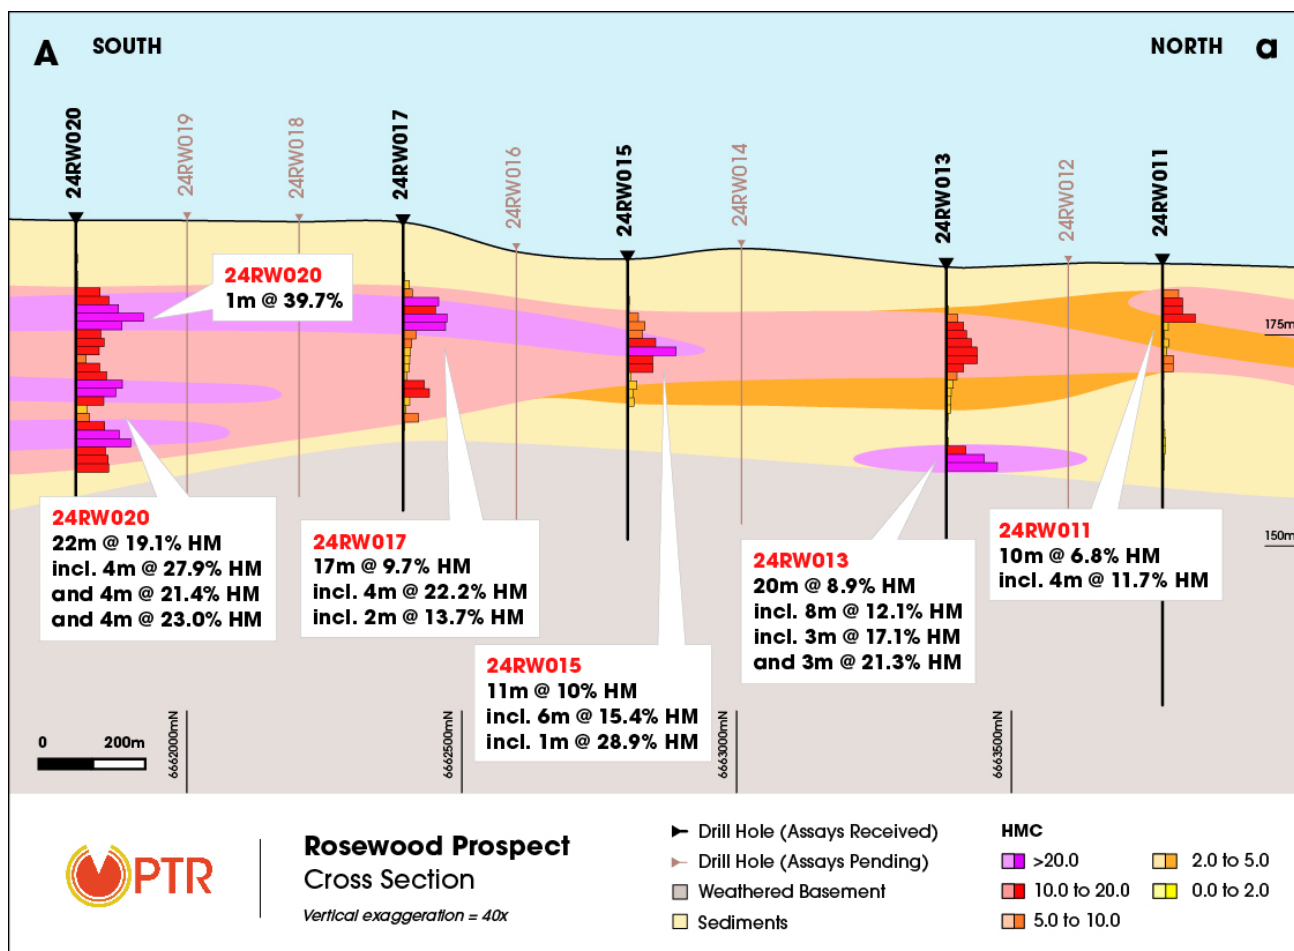 A SOUTH
NORTH a
24RW020
24RW019
24RW018
24RW017
24RW016
24RW015
24RW014
24RW013
24RW012
24RW011
24RW020
1m @ 39.7%
175m
150m
24RW020
22m @ 19.1% HM
incl. 4m @ 27.9% HM
and 4m @ 21.4% HM
and 4m @ 23.0% HM
24RW017
17m @ 9.7% HM
incl. 4m @ 22.2% HM
incl. 2m @ 13.7% HM
24RW015
11m @ 10% HM
incl. 6m @ 15.4% HM
incl. 1m @ 28.9% HM
24RW013
20m @ 8.9% HM
incl. 8m @ 12.1% HM
incl. 3m @ 17.1% HM
and 3m @ 21.3% HM
24RW011
10m @ 6.8% HM
incl. 4m @ 11.7% HM
0 200m
6662000mN
6662500mN
6663000mN
6663500mN
PTR
Rosewood Prospect
Cross Section
Vertical exaggeration = 40x
Drill Hole (Assays Received)
Drill Hole (Assays Pending)
Weathered Basement
Sediments
HMC
>20.0
10.0 to 20.0
5.0 to 10.0
2.0 to 5.0
0.0 to 2.0